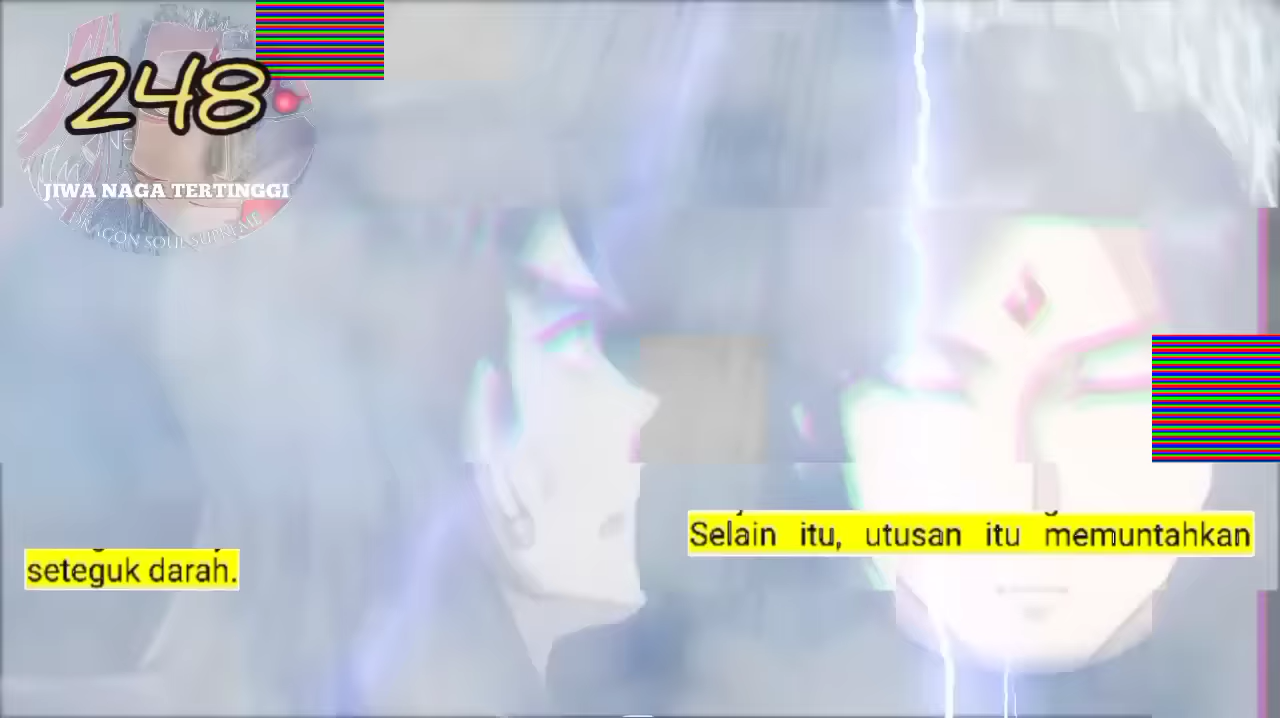 248
JIWA NAGA TERTINGGI
DRAGON SOUL SUPREME
Selain itu, utusan itu memuntahkan
seteguk darah.